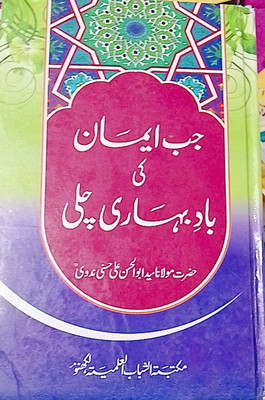 جب ایمان
کی
بادِ بہاری چلی
حضرت مولانا سید ابوالحسن علی حسنی ندویؒ
مکتبۃ الشباب العلمیۃ لکھنؤ